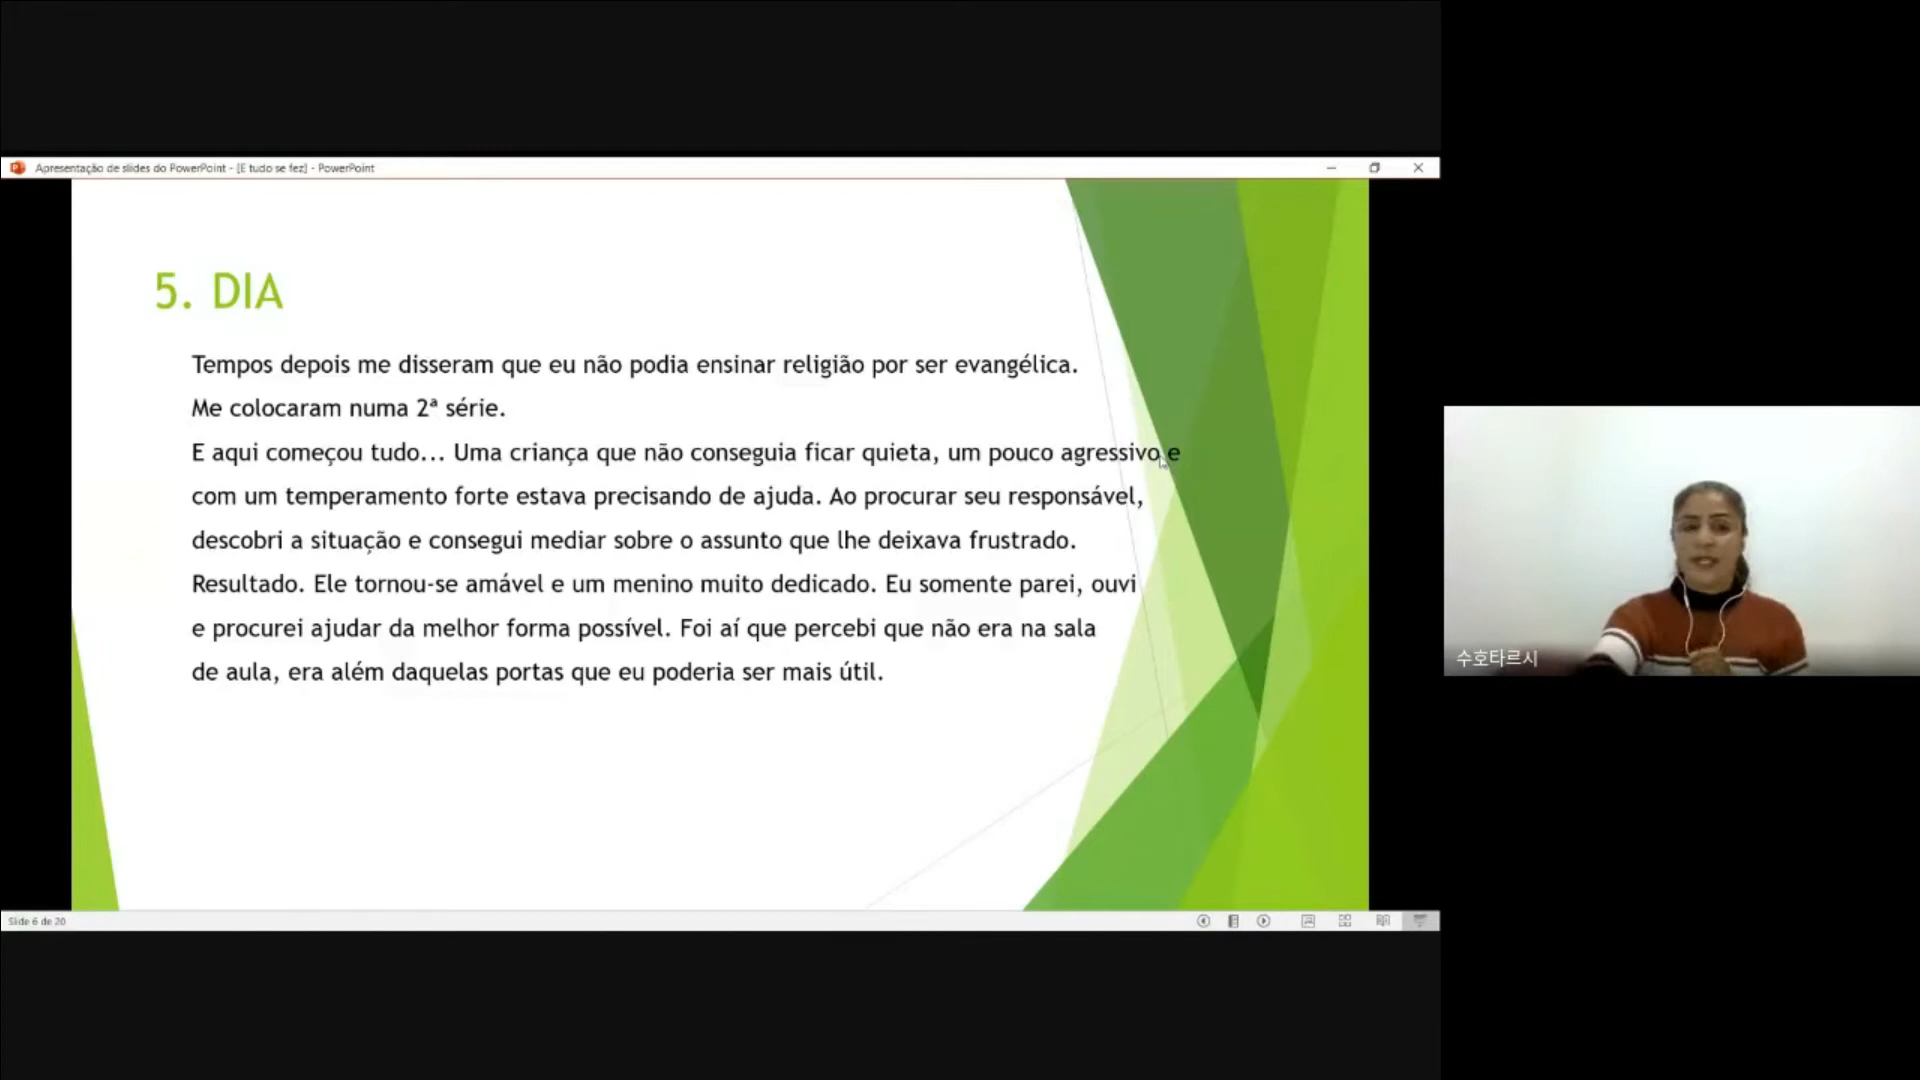 Apresentação de slides do PowerPoint - [E tudo se fez] - PowerPoint
5. DIA
Tempos depois me disseram que eu não podia ensinar religião por ser evangélica.
Me colocaram numa 2ª série.
E aqui começou tudo... Uma criança que não conseguia ficar quieta, um pouco agressivo e
com um temperamento forte estava precisando de ajuda. Ao procurar seu responsável,
descobri a situação e consegui mediar sobre o assunto que lhe deixava frustrado.
Resultado. Ele tornou-se amável e um menino muito dedicado. Eu somente parei, ouvi
e procurei ajudar da melhor forma possível. Foi aí que percebi que não era na sala
de aula, era além daquelas portas que eu poderia ser mais útil.
수호타르시
Slide 6 de 20